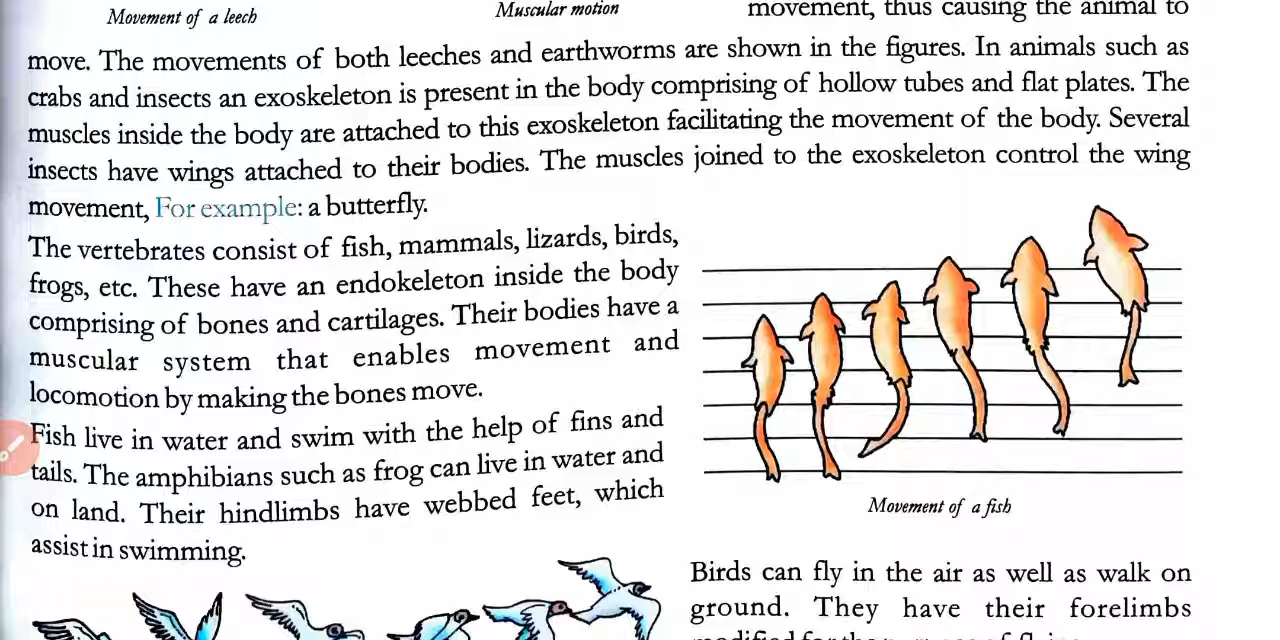 Movement of a leech
Muscular motion
movement, thus causing the animal to
move. The movements of both leeches and earthworms are shown in the figures. In animals such as
crabs and insects an exoskeleton is present in the body comprising of hollow tubes and flat plates. The
muscles inside the body are attached to this exoskeleton facilitating the movement of the body. Several
insects have wings attached to their bodies. The muscles joined to the exoskeleton control the wing
movement, For example: a butterfly.
The vertebrates consist of fish, mammals, lizards, birds,
frogs, etc. These have an endokeleton inside the body
comprising of bones and cartilages. Their bodies have a
muscular system that enables movement and
locomotion by making the bones move.
Fish live in water and swim with the help of fins and
tails. The amphibians such as frog can live in water and
on land. Their hindlimbs have webbed feet, which
assist in swimming.
Movement of a fish
Birds can fly in the air as well as walk on
ground. They have their forelimbs